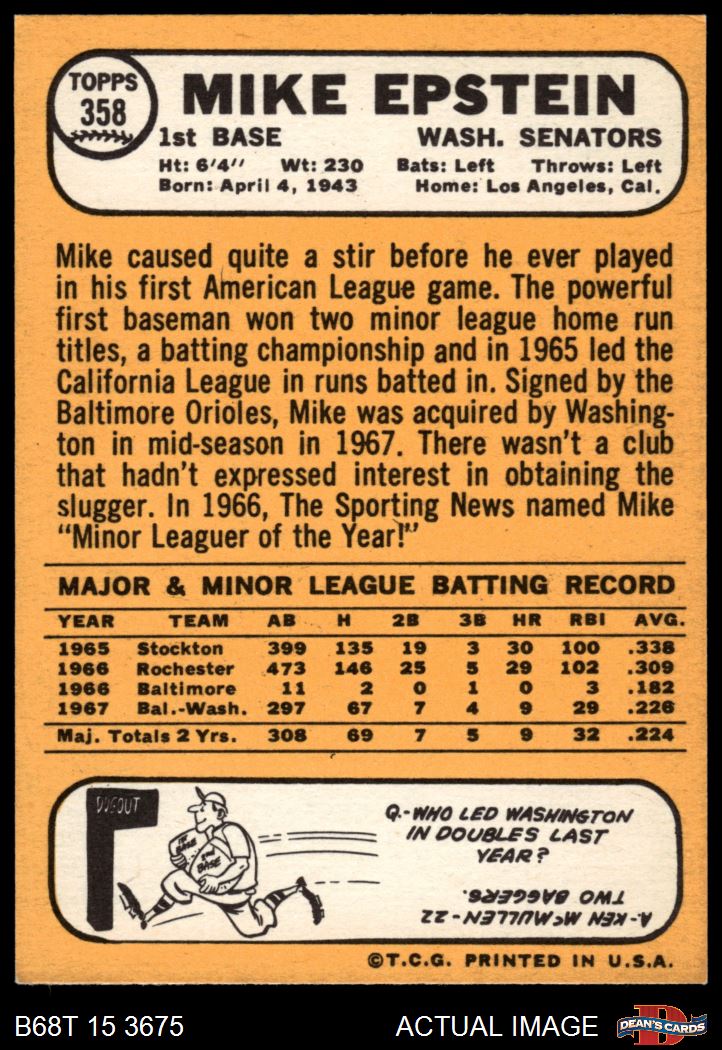 TOPPS
358
MIKE EPSTEIN
1st BASE WASH. SENATORS
Ht: 6'4" Wt: 230 Bats: Left Throws: Left
Born: April 4, 1943 Home: Los Angeles, Cal.
Mike caused quite a stir before he ever played
in his first American League game. The powerful
first baseman won two minor league home run
titles, a batting championship and in 1965 led the
California League in runs batted in. Signed by the
Baltimore Orioles, Mike was acquired by Washing-
ton in mid-season in 1967. There wasn't a club
that hadn't expressed interest in obtaining the
slugger. In 1966, The Sporting News named Mike
"Minor Leaguer of the Year!"
MAJOR & MINOR LEAGUE BATTING RECORD
YEAR TEAM AB H 2B 3B HR RBI AVG.
1965 Stockton 399 135 19 3 30 100 .338
1966 Rochester 473 146 25 5 29 102 .309
1966 Baltimore 11 2 0 1 0 3 .182
1967 Bal.-Wash. 297 67 7 4 9 29 .226
Maj. Totals 2 Yrs. 308 69 7 5 9 32 .224
DUGOUT
1st
BASE
2nd
BASE
Q.-WHO LED WASHINGTON
IN DOUBLES LAST
YEAR?
A.-KEN McMULLEN-22
TWO BAGGERS.
©T.C.G. PRINTED IN U.S.A.
B68T 15 3675 ACTUAL IMAGE
D
DEAN'S CARDS